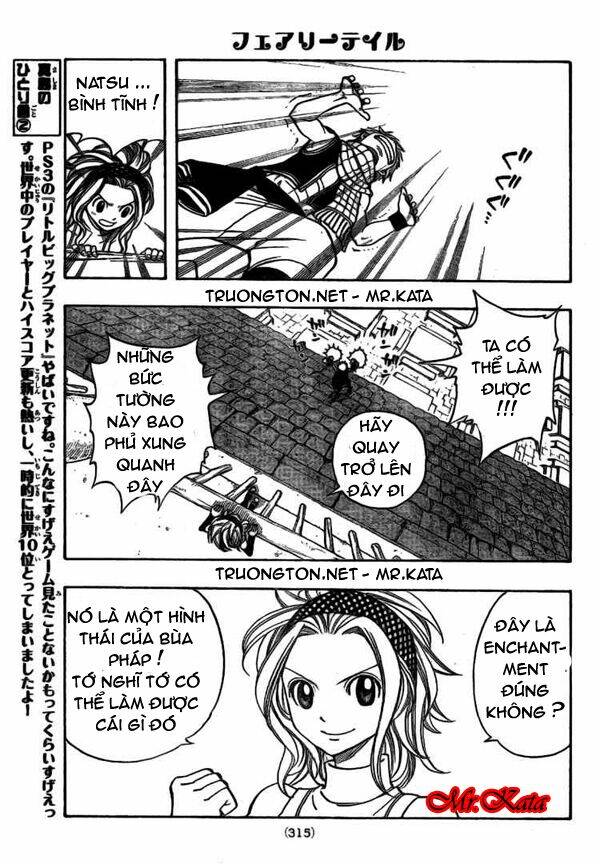 フェアリーテイル
真島の
ひとり言②
PS3の『リトルビッグプラネット』やばいですね。こんなにすげえゲーム見たことないかもってくらいすげえっ
す。世界中のプレイヤーとハイスコア更新も熱いし、一時的に世界10位とってしまいましたよー
NATSU ...
BÌNH TĨNH !
TRUONGTON.NET - MR.KATA
TA CÓ
THỂ LÀM
ĐƯỢC
!!!
NHỮNG
BỨC
TƯỜNG
NÀY BAO
PHỦ XUNG
QUANH
ĐÂY
HÃY
QUAY
TRỞ LÊN
ĐÂY ĐI
TRUONGTON.NET - MR.KATA
ĐÂY LÀ
ENCHANT-
MENT
ĐÚNG
KHÔNG ?
NÓ LÀ MỘT HÌNH
THÁI CỦA BÙA
PHÁP !
TỚ NGHĨ TỚ CÓ
THỂ LÀM ĐƯỢC
CÁI GÌ ĐÓ
Mr.Kata
(315)